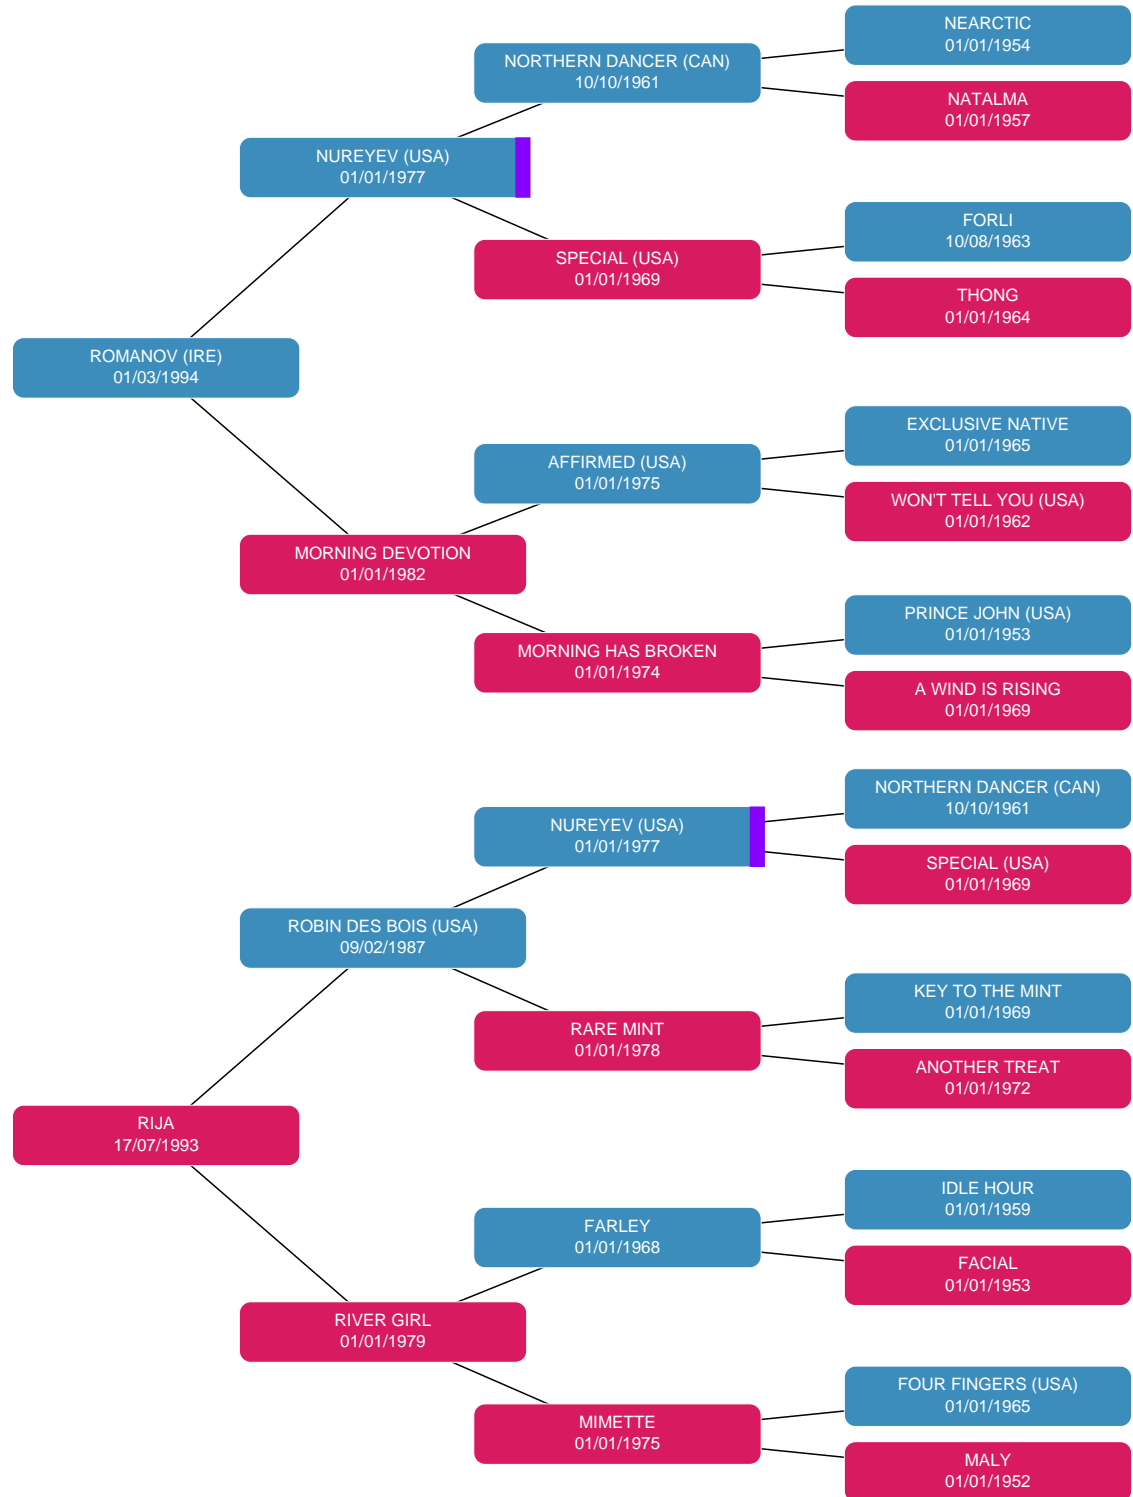 NEARCTIC
01/01/1954
NORTHERN DANCER (CAN)
10/10/1961
NATALMA
01/01/1957
NUREYEV (USA)
01/01/1977
FORLI
10/08/1963
SPECIAL (USA)
01/01/1969
THONG
01/01/1964
ROMANOV (IRE)
01/03/1994
EXCLUSIVE NATIVE
01/01/1965
AFFIRMED (USA)
01/01/1975
WON'T TELL YOU (USA)
01/01/1962
MORNING DEVOTION
01/01/1982
PRINCE JOHN (USA)
01/01/1953
MORNING HAS BROKEN
01/01/1974
A WIND IS RISING
01/01/1969
NORTHERN DANCER (CAN)
10/10/1961
NUREYEV (USA)
01/01/1977
SPECIAL (USA)
01/01/1969
ROBIN DES BOIS (USA)
09/02/1987
KEY TO THE MINT
01/01/1969
RARE MINT
01/01/1978
ANOTHER TREAT
01/01/1972
RIJA
17/07/1993
IDLE HOUR
01/01/1959
FARLEY
01/01/1968
FACIAL
01/01/1953
RIVER GIRL
01/01/1979
FOUR FINGERS (USA)
01/01/1965
MIMETTE
01/01/1975
MALY
01/01/1952